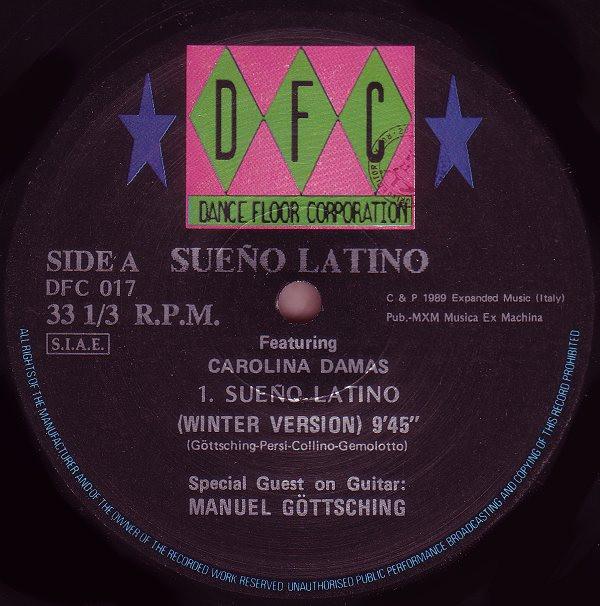 D F C
DANCE FLOOR CORPORATION
SIDE A SUEÑO LATINO
DFC 017
33 1/3 R.P.M.
S.I.A.E.
C & P 1989 Expanded Music (Italy)
Pub.-MXM Musica Ex Machina
Featuring
CAROLINA DAMAS
1. SUEÑO LATINO
(WINTER VERSION) 9'45"
(Göttsching-Persi-Collino-Gemolotto)
Special Guest on Guitar:
MANUEL GÖTTSCHING
ALL RIGHTS OF THE MANUFACTURER AND OF THE OWNER OF THE RECORDED WORK RESERVED UNAUTHORISED PUBLIC PERFORMANCE BROADCASTING AND COPYING OF THIS RECORD PROHIBITED